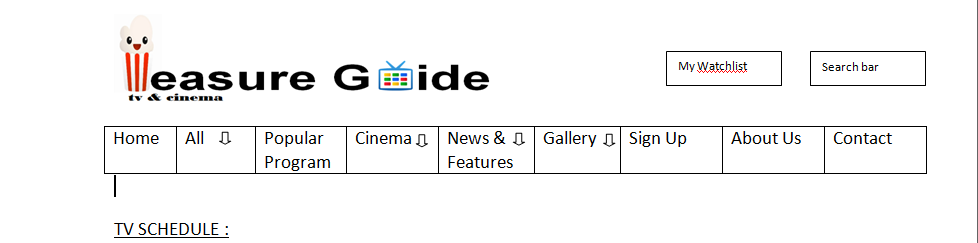 easure G ide
tv & cinema
My Watchlist
Search bar
Home All Popular Program Cinema News & Features Gallery Sign Up About Us Contact
TV SCHEDULE :